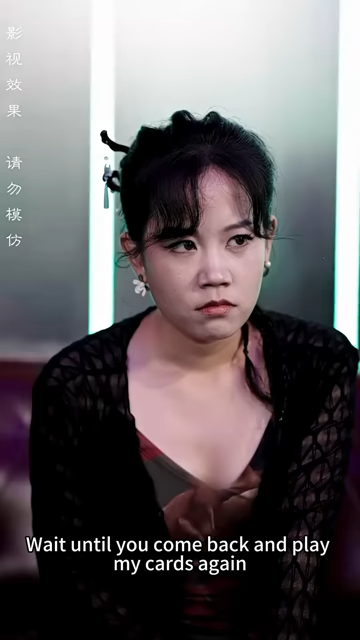 影视效果 请勿模仿
Wait until you come back and play
my cards again